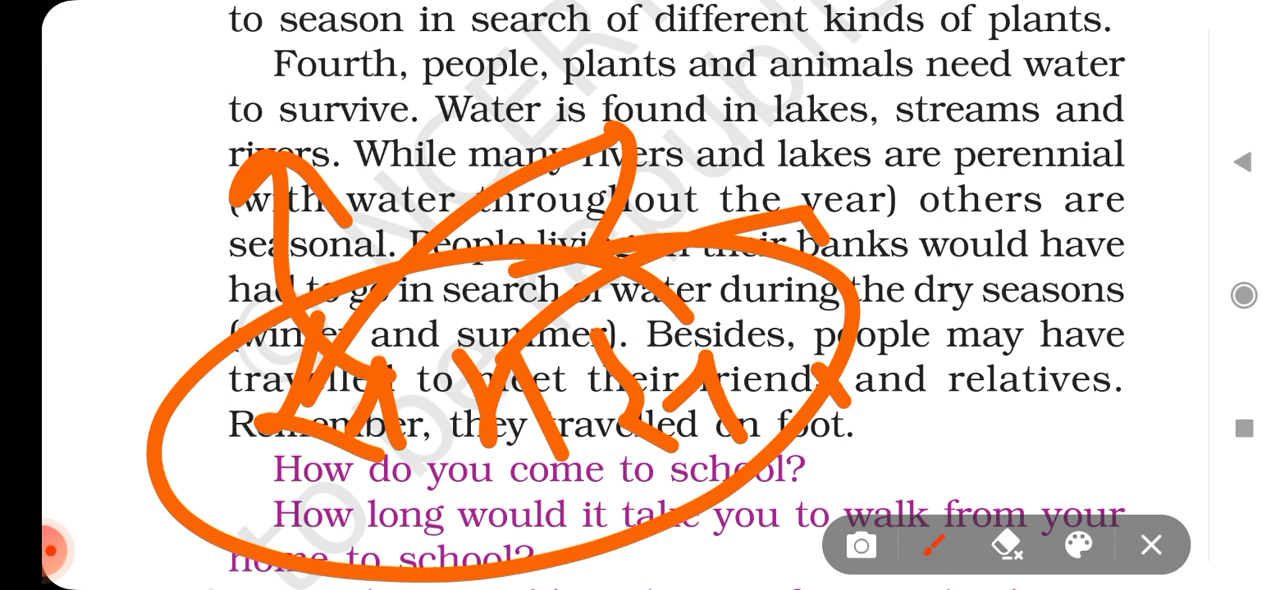 to season in search of different kinds of plants.
Fourth, people, plants and animals need water
to survive. Water is found in lakes, streams and
rivers. While many rivers and lakes are perennial
(with water throughout the year) others are
seasonal. People living on their banks would have
had to go in search of water during the dry seasons
(winter and summer). Besides, people may have
travelled to meet their friends and relatives.
Remember, they travelled on foot.
How do you come to school?
How long would it take you to walk from your
home to school?